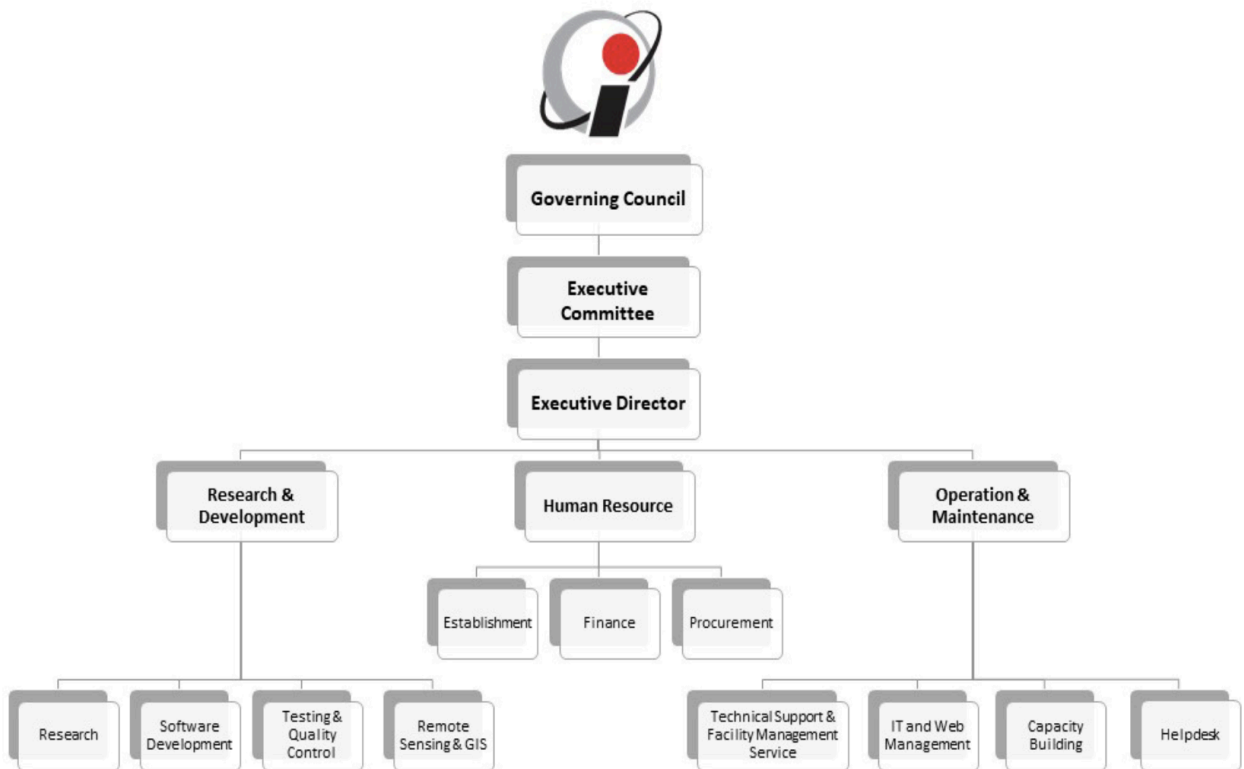 Governing Council
Executive
Committee
Executive Director
Research &
Development
Human Resource
Operation &
Maintenance
Establishment
Finance
Procurement
Research
Software
Development
Testing &
Quality
Control
Remote
Sensing & GIS
Technical Support &
Facility Management
Service
IT and Web
Management
Capacity
Building
Helpdesk